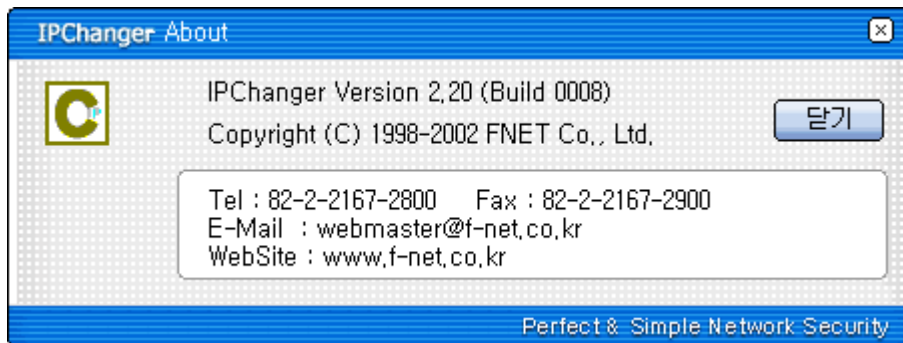 IPChanger About
IPChanger Version 2.20 (Build 0008)
Copyright (C) 1998-2002 FNET Co., Ltd.
닫기
Tel : 82-2-2167-2800 Fax : 82-2-2167-2900
E-Mail : webmaster@f-net.co.kr
WebSite : www.f-net.co.kr
Perfect & Simple Network Security